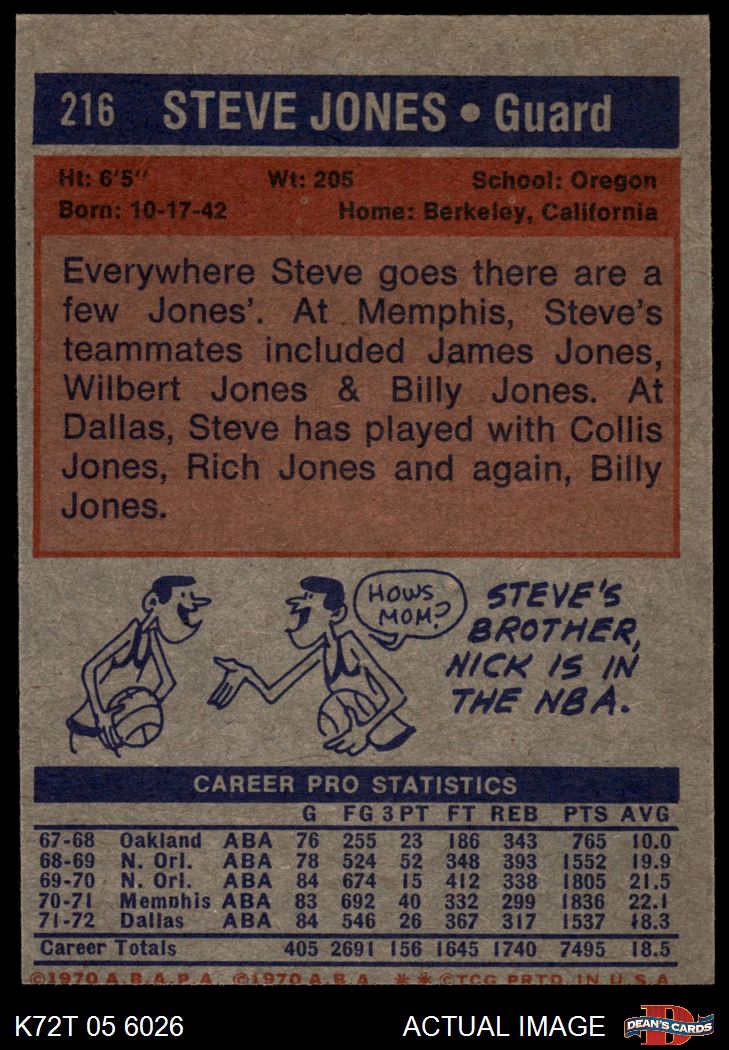 216 STEVE JONES • Guard
Ht: 6'5" Wt: 205 School: Oregon
Born: 10-17-42 Home: Berkeley, California
Everywhere Steve goes there are a
few Jones'. At Memphis, Steve's
teammates included James Jones,
Wilbert Jones & Billy Jones. At
Dallas, Steve has played with Collis
Jones, Rich Jones and again, Billy
Jones.
HOWS
MOM?
STEVE'S
BROTHER,
NICK IS IN
THE NBA.
CAREER PRO STATISTICS
G FG 3PT FT REB PTS AVG
67-68 Oakland ABA 76 255 23 186 343 765 10.0
68-69 N. Orl. ABA 78 524 52 348 393 1552 19.9
69-70 N. Orl. ABA 84 674 15 412 338 1805 21.5
70-71 Memphis ABA 83 692 40 332 299 1836 22.1
71-72 Dallas ABA 84 546 26 367 317 1537 18.3
Career Totals 405 2691 156 1645 1740 7495 18.5
©1970 A.B.A.P.A. ©1970 A.B.A. ** ©TCG PRTD. IN U.S.A.
K72T 05 6026 ACTUAL IMAGE DEAN'S CARDS